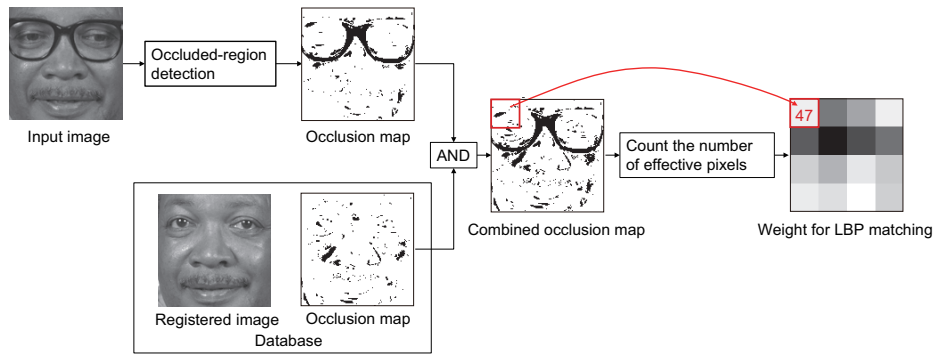 Input image
Occluded-region
detection
Occlusion map
AND
Registered image
Occlusion map
Database
Combined occlusion map
Count the number
of effective pixels
47
Weight for LBP matching